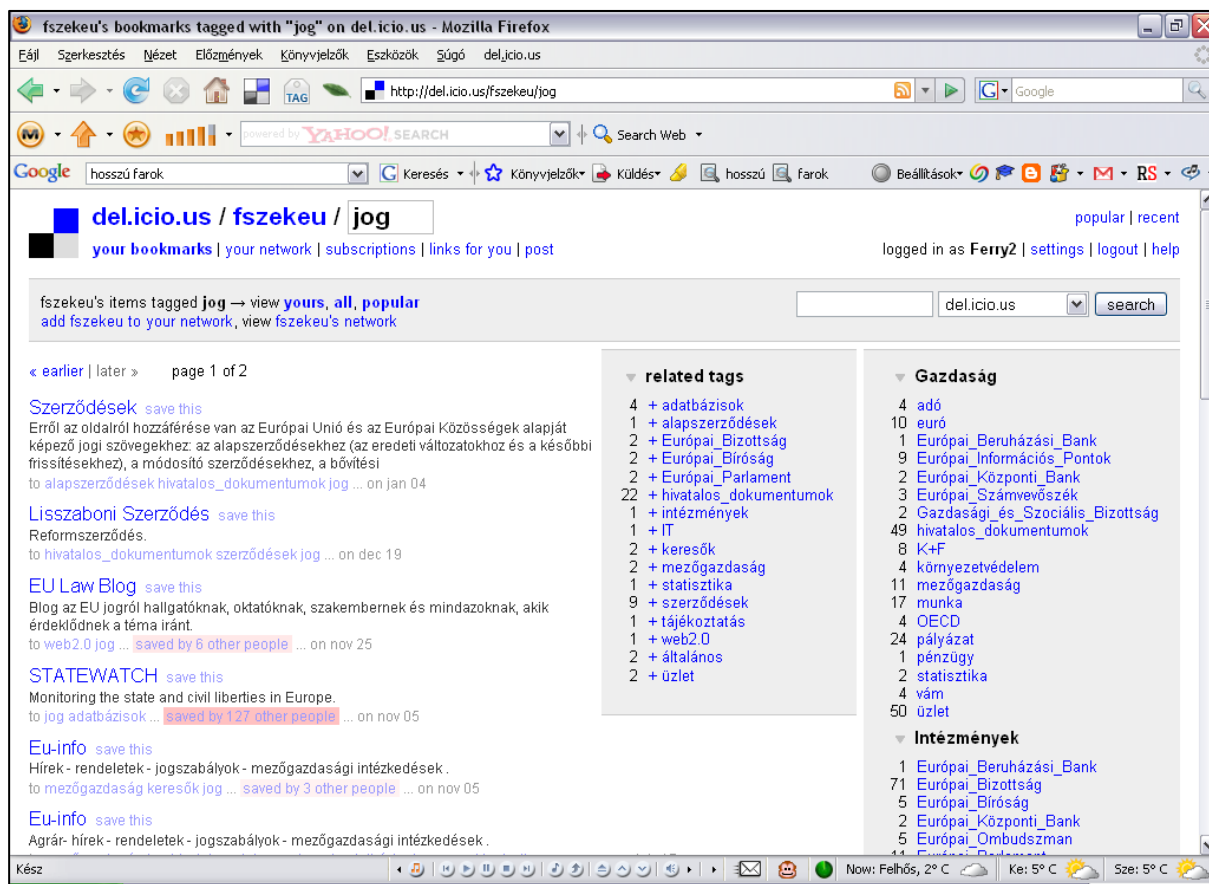 fszekeu's bookmarks tagged with "jog" on del.icio.us - Mozilla Firefox
Fájl Szerkesztés Nézet Előzmények Könyvjelzők Eszközök Súgó del.icio.us
TAG http://del.icio.us/fszekeu/jog G Google
powered by YAHOO! SEARCH Search Web
Google hosszú farok G Keresés Könyvjelzők Küldés hosszú farok Beállítások RS
del.icio.us / fszekeu / jog
popular | recent
your bookmarks | your network | subscriptions | links for you | post
logged in as Ferry2 | settings | logout | help
fszekeu's items tagged jog → view yours, all, popular
add fszekeu to your network, view fszekeu's network
del.icio.us search
« earlier | later » page 1 of 2
Szerződések save this
Erről az oldalról hozzáférése van az Európai Unió és az Európai Közösségek alapját
képező jogi szövegekhez: az alapszerződésekhez (az eredeti változatokhoz és a későbbi
frissítésekhez), a módosító szerződésekhez, a bővítési
to alapszerződések hivatalos_dokumentumok jog ... on jan 04
Lisszaboni Szerződés save this
Reformszerződés.
to hivatalos_dokumentumok szerződések jog ... on dec 19
EU Law Blog save this
Blog az EU jogról hallgatóknak, oktatóknak, szakembernek és mindazoknak, akik
érdeklődnek a téma iránt.
to web2.0 jog ... saved by 6 other people ... on nov 25
STATEWATCH save this
Monitoring the state and civil liberties in Europe.
to jog adatbázisok ... saved by 127 other people ... on nov 05
Eu-info save this
Hírek - rendeletek - jogszabályok - mezőgazdasági intézkedések .
to mezőgazdaság keresők jog ... saved by 3 other people ... on nov 05
Eu-info save this
Agrár- hírek - rendeletek - jogszabályok - mezőgazdasági intézkedések .
related tags
4 + adatbázisok
1 + alapszerződések
2 + Európai_Bizottság
2 + Európai_Bíróság
2 + Európai_Parlament
22 + hivatalos_dokumentumok
1 + intézmények
1 + IT
2 + keresők
2 + mezőgazdaság
1 + statisztika
9 + szerződések
1 + tájékoztatás
1 + web2.0
2 + általános
2 + üzlet
Gazdaság
4 adó
10 euró
1 Európai_Beruházási_Bank
9 Európai_Információs_Pontok
2 Európai_Központi_Bank
3 Európai_Számvevőszék
2 Gazdasági_és_Szociális_Bizottság
49 hivatalos_dokumentumok
8 K+F
4 környezetvédelem
11 mezőgazdaság
17 munka
4 OECD
24 pályázat
1 pénzügy
2 statisztika
4 vám
50 üzlet
Intézmények
1 Európai_Beruházási_Bank
71 Európai_Bizottság
5 Európai_Bíróság
2 Európai_Központi_Bank
5 Európai_Ombudszman
Kész Now: Felhős, 2° C Ke: 5° C Sze: 5° C